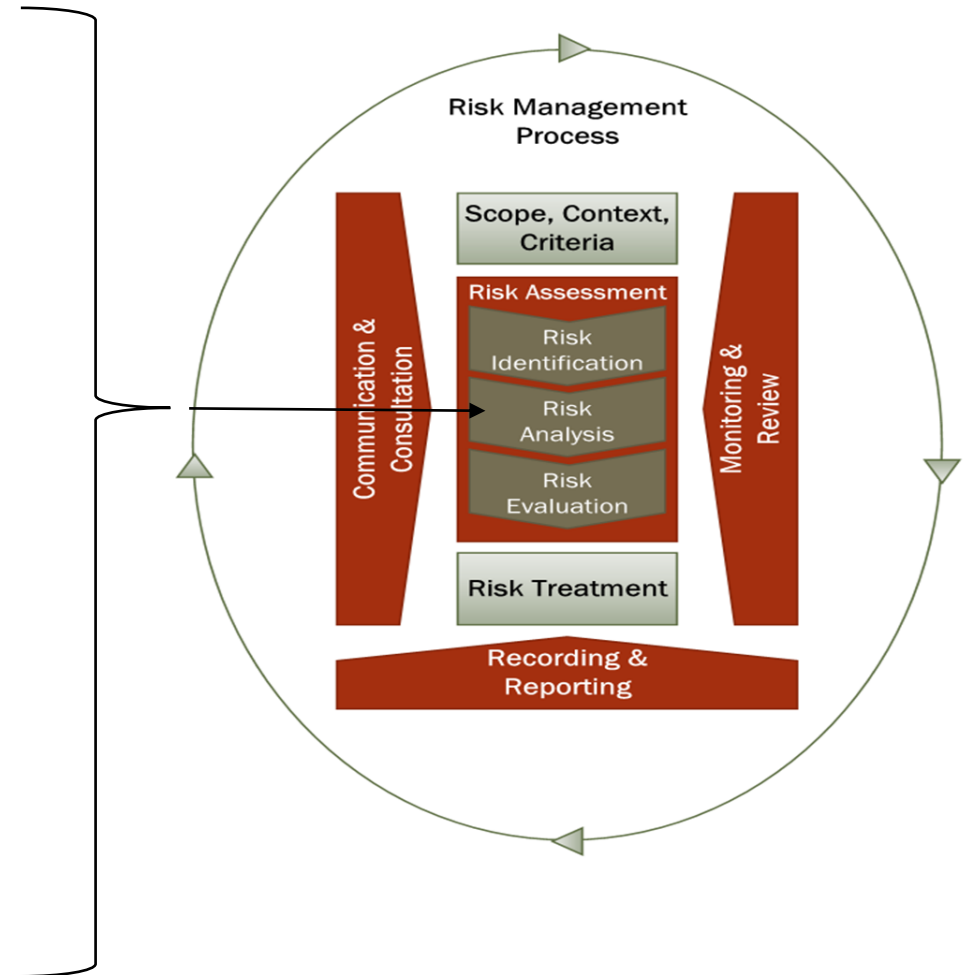 Risk Management
Process
Scope, Context,
Criteria
Risk Assessment
Risk
Identification
Risk
Analysis
Risk
Evaluation
Risk Treatment
Communication &
Consultation
Monitoring &
Review
Recording &
Reporting